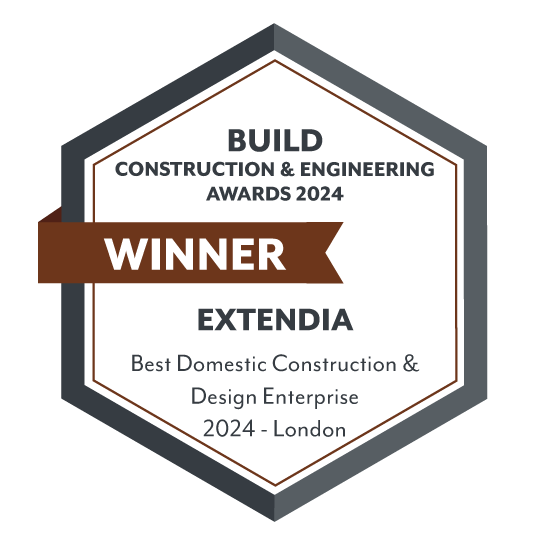 BUILD
CONSTRUCTION & ENGINEERING
AWARDS 2024
WINNER
EXTENDIA
Best Domestic Construction &
Design Enterprise
2024 - London